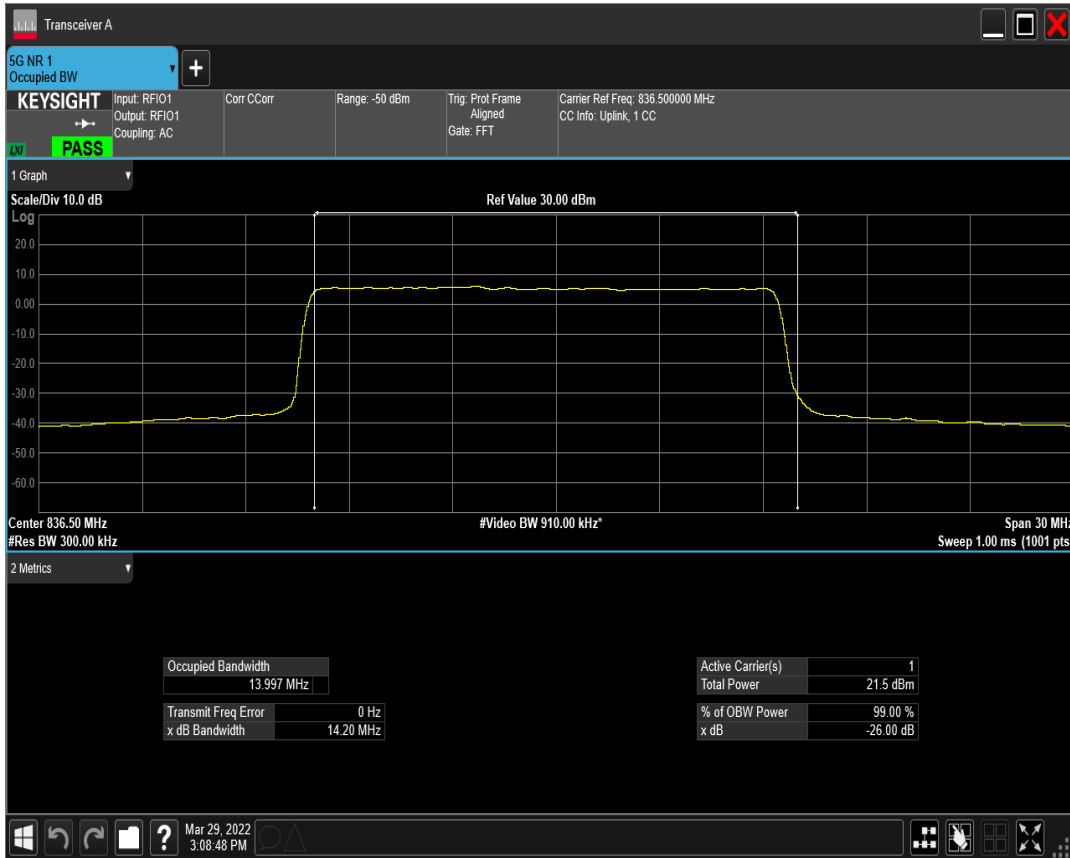 Transceiver A
5G NR 1
Occupied BW
KEYSIGHT
LXI
PASS
Input: RFIO1
Output: RFIO1
Coupling: AC
Corr CCorr
Range: -50 dBm
Trig: Prot Frame
Aligned
Gate: FFT
Carrier Ref Freq: 836.500000 MHz
CC Info: Uplink, 1 CC
1 Graph
Scale/Div 10.0 dB
Ref Value 30.00 dBm
Log
20.0
10.0
0.00
-10.0
-20.0
-30.0
-40.0
-50.0
-60.0
Center 836.50 MHz
#Video BW 910.00 kHz*
Span 30 MHz
#Res BW 300.00 kHz
Sweep 1.00 ms (1001 pts
2 Metrics
Occupied Bandwidth
13.997 MHz
Transmit Freq Error 0 Hz
x dB Bandwidth 14.20 MHz
Active Carrier(s) 1
Total Power 21.5 dBm
% of OBW Power 99.00 %
x dB -26.00 dB
?
Mar 29, 2022
3:08:48 PM